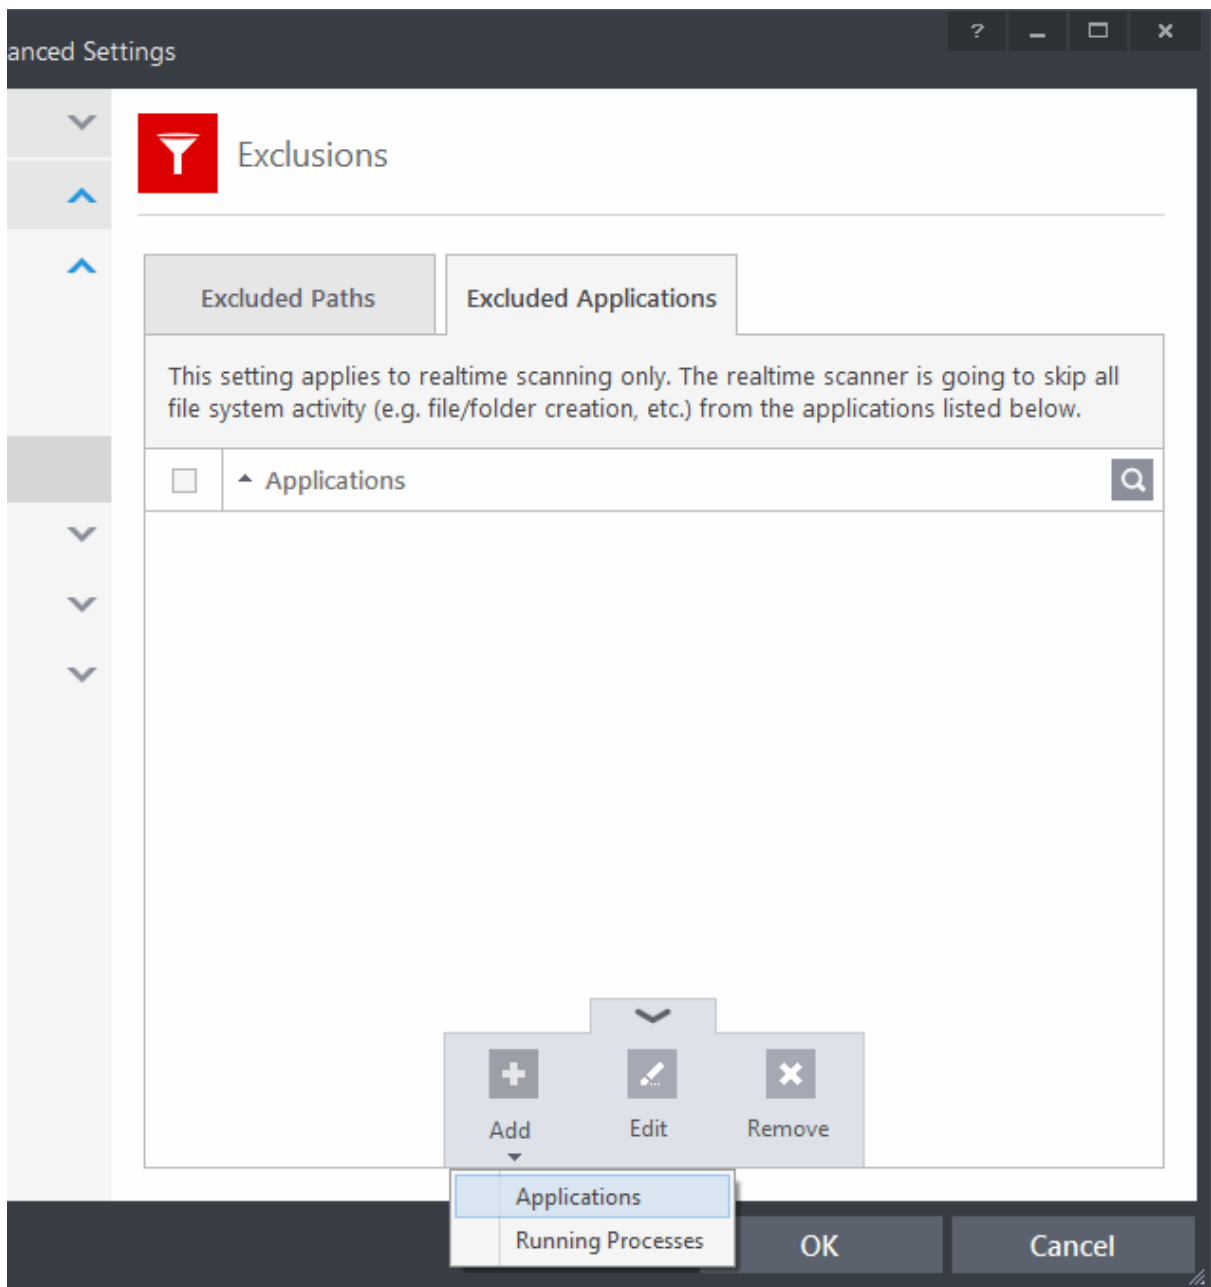 anced Settings
?
Exclusions
Excluded Paths
Excluded Applications
This setting applies to realtime scanning only. The realtime scanner is going to skip all
file system activity (e.g. file/folder creation, etc.) from the applications listed below.
Applications
Add
Edit
Remove
Applications
Running Processes
OK
Cancel